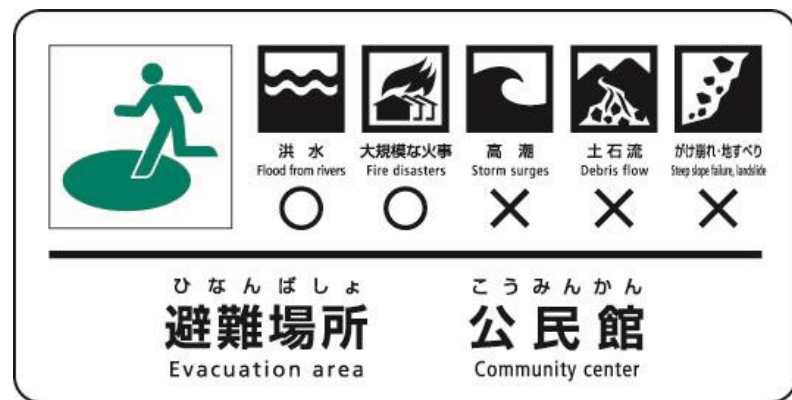 洪水 大規模な火事 高潮 土石流 がけ崩れ・地すべり
Flood from rivers Fire disasters Storm surges Debris flow Steep slope failure, landslide
○ ○ × × ×
ひなんばしょ こうみんかん
避難場所 公民館
Evacuation area Community center